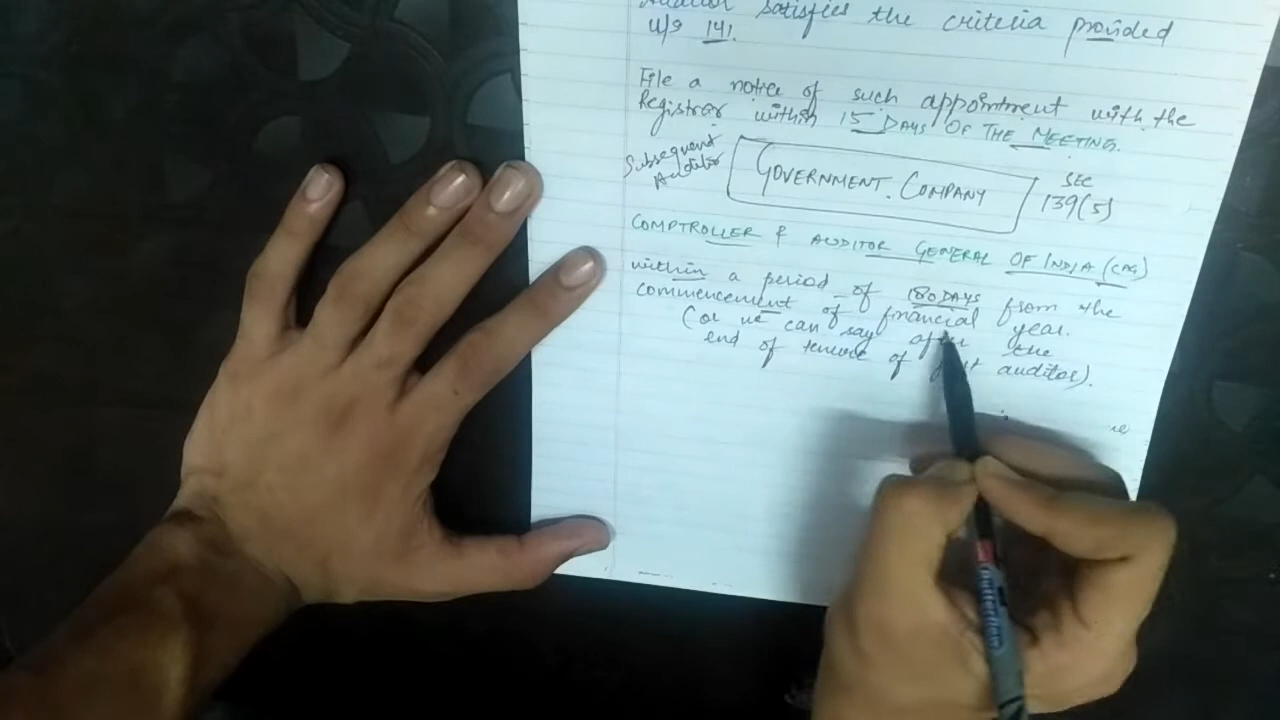 Auditor satisfies the criteria provided
u/s 141.
File a notice of such appointment with the
Registrar within 15 DAYS OF THE MEETING.
Subsequent
Auditor
GOVERNMENT. COMPANY
SEC
139(5)
COMPTROLLER & AUDITOR GENERAL OF INDIA (CAG)
within a period of 180 DAYS from the
commencement of financial year.
(or we can say after the
end of tenure of first auditor).